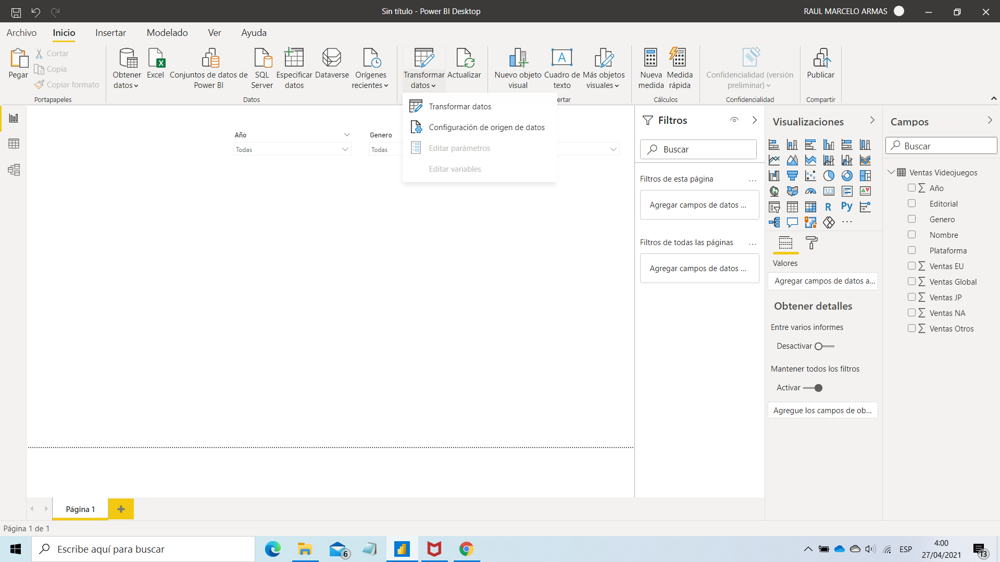 Sin título - Power BI Desktop
RAUL MARCELO ARMAS
Archivo
Inicio
Insertar
Modelado
Ver
Ayuda
Pegar
Cortar
Copia
Copiar formato
Portapapeles
Obtener
datos
Excel
Conjuntos de datos de
Power BI
SQL
Server
Especificar
datos
Dataverse
Orígenes
recientes
Datos
Transformar
datos
Actualizar
Nuevo objeto
visual
Cuadro de
texto
A
Más objetos
visuales
ertar
Nueva
medida
Medida
rápida
Cálculos
Confidencialidad (versión
preliminar)
Confidencialidad
Publicar
Compartir
Transformar datos
Configuración de origen de datos
Editar parámetros
Editar variables
Año
Todas
Genero
Todas
Filtros
Buscar
Filtros de esta página
...
Agregar campos de datos ...
Filtros de todas las páginas
...
Agregar campos de datos ...
Visualizaciones
123
R
Py
...
Valores
Agregar campos de datos a...
Obtener detalles
Entre varios informes
Desactivar
Mantener todos los filtros
Activar
Agregue los campos de ob...
Campos
Buscar
Ventas Videojuegos
Año
Editorial
Genero
Nombre
Plataforma
Ventas EU
Ventas Global
Ventas JP
Ventas NA
Ventas Otros
Página 1
Página 1 de 1
Escribe aquí para buscar
6
ESP
4:00
27/04/2021
13